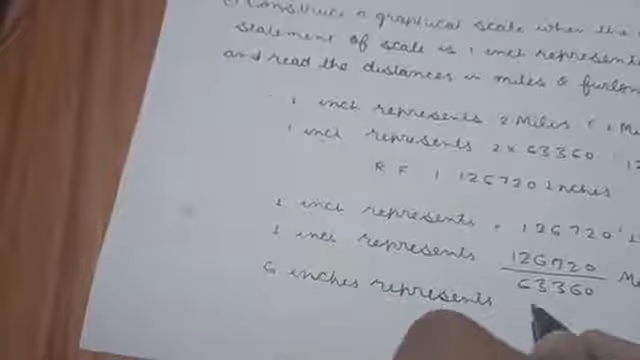 Construct a graphical scale when the
statement of scale is 1 inch represents
and read the distances in miles & furlon
1 inch represents 2 Miles (1 M
1 inch represents 2 x 63360 = 12
R F 1 126720 Inches
1 inch represents = 126720 I
1 inch represents 126720 M
63360
6 inches represents